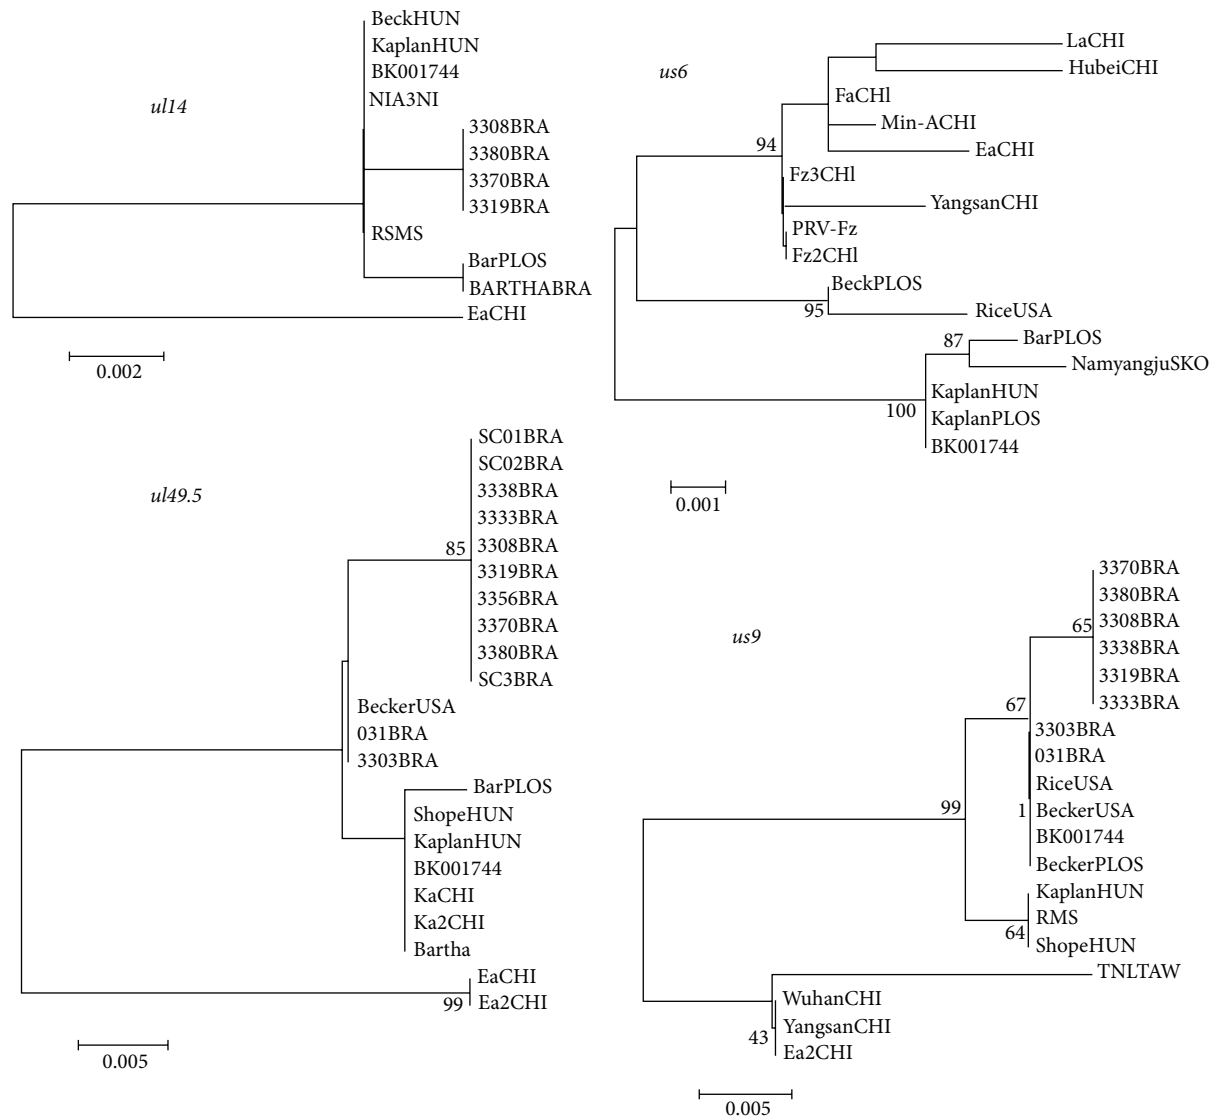 ul14
BeckHUN
KaplanHUN
BK001744
NIA3NI
3308BRA
3380BRA
3370BRA
3319BRA
RSMS
BarPLOS
BARTHABRA
EaCHI
0.002
us6
LaCHI
HubeiCHI
FaCHl
Min-ACHI
EaCHI
94
Fz3CHl
YangsanCHI
PRV-Fz
Fz2CHl
BeckPLOS
95
RiceUSA
87
BarPLOS
NamyangjuSKO
KaplanHUN
100
KaplanPLOS
BK001744
0.001
ul49.5
SC01BRA
SC02BRA
3338BRA
3333BRA
85
3308BRA
3319BRA
3356BRA
3370BRA
3380BRA
SC3BRA
BeckerUSA
031BRA
3303BRA
BarPLOS
ShopeHUN
KaplanHUN
BK001744
KaCHI
Ka2CHI
Bartha
EaCHI
99
Ea2CHI
0.005
us9
3370BRA
3380BRA
3308BRA
65
3338BRA
3319BRA
3333BRA
67
3303BRA
031BRA
RiceUSA
99
1
BeckerUSA
BK001744
BeckerPLOS
KaplanHUN
RMS
64
ShopeHUN
TNLTAW
WuhanCHI
YangsanCHI
43
Ea2CHI
0.005